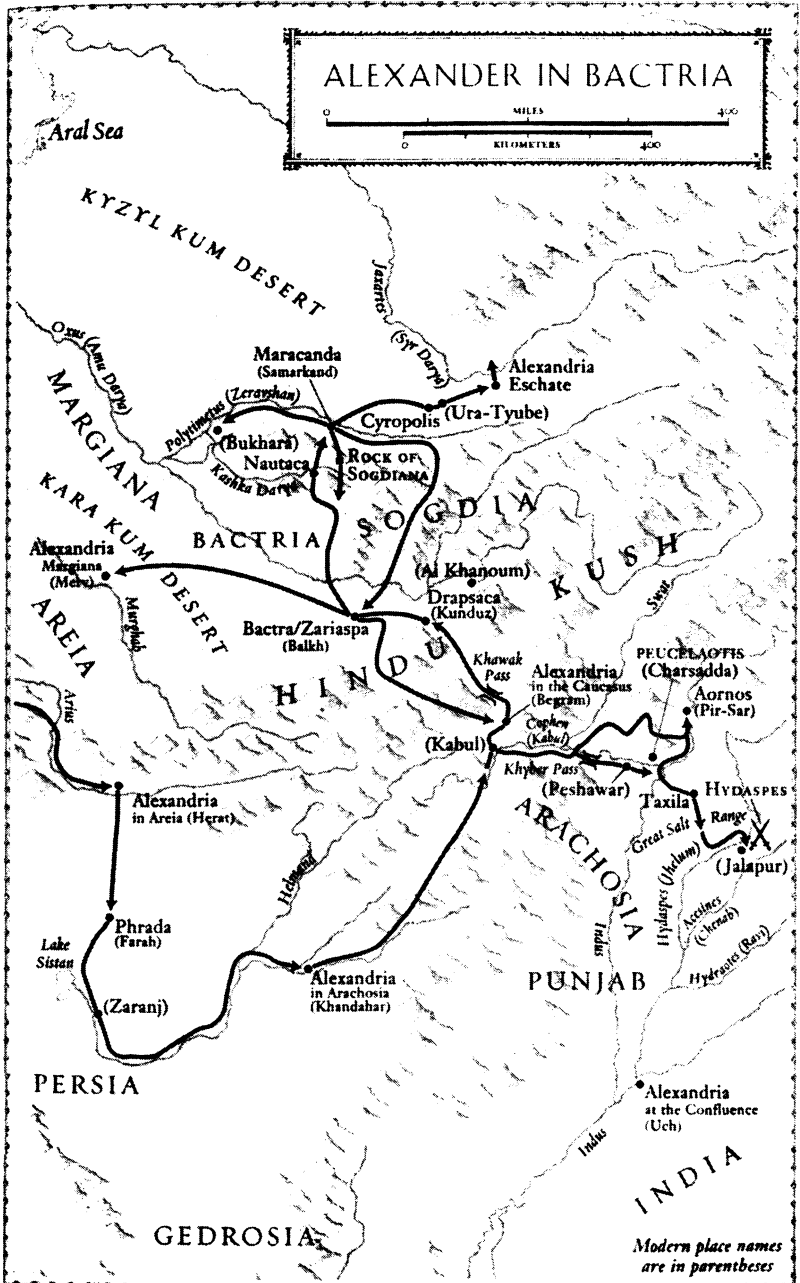 ALEXANDER IN BACTRIA
MILES
0 400
0 400
KILOMETERS
Aral Sea
KYZYL KUM DESERT
Jaxartes
(Syr Darja)
Oxus (Amu Darja)
Maracanda
(Samarkand)
Alexandria
Eschate
MARGIANA
Polytimetus (Zeravshan)
Cyropolis (Ura-Tyube)
(Bukhara)
Nautaca
ROCK OF
SOGDIANA
Kashka Darya
KARA KUM DESERT
SOGDIA
BACTRIA
Alexandria
Margiana
(Merv)
(Al Khanoum)
HINDU KUSH
Drapsaca
(Kunduz)
Swat
AREIA
Murghab
Bactra/Zariaspa
(Balkh)
PEUCELAOTIS
(Charsadda)
Khawak
Pass
Alexandria
in the Caucasus
(Begram)
Aornos
(Pir-Sar)
Arius
Cophen
(Kabul)
(Kabul)
Khyber Pass
(Peshawar)
HYDASPES
Taxila
Alexandria
in Areia (Herat)
ARACHOSIA
Great Salt Range
(Jalapur)
Helmand
Hydaspes (Jhelum)
Acesines
(Chenab)
Phrada
(Farah)
Lake
Sistan
Indus
Hydraotes (Ravi)
Alexandria
in Arachosia
(Khandahar)
PUNJAB
(Zaranj)
PERSIA
Alexandria
at the Confluence
(Uch)
Indus
INDIA
GEDROSIA
Modern place names
are in parentheses